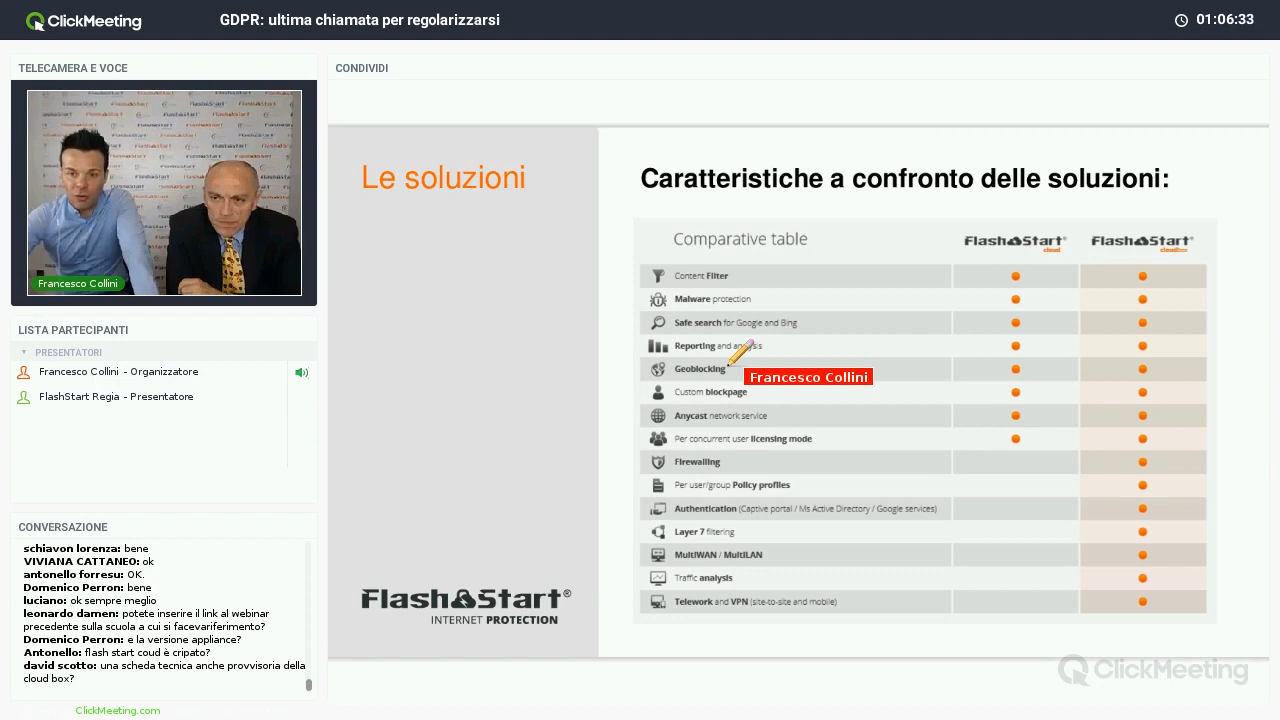 ClickMeeting
GDPR: ultima chiamata per regolarizzarsi
01:06:33
TELECAMERA E VOCE
Francesco Collini
LISTA PARTECIPANTI
PRESENTATORI
Francesco Collini - Organizzatore
FlashStart Regia - Presentatore
CONVERSAZIONE
schiavon lorenza: bene
VIVIANA CATTANEO: ok
antonello forresu: OK.
Domenico Perron: bene
luciano: ok sempre meglio
leonardo damen: potete inserire il link al webinar
precedente sulla scuola a cui si facevariferimento?
Domenico Perron: e la versione appliance?
Antonello: flash start coud è cripato?
david scotto: una scheda tecnica anche provvisoria della
cloud box?
ClickMeeting.com
CONDIVIDI
Le soluzioni
FlashStart®
INTERNET PROTECTION
Caratteristiche a confronto delle soluzioni:
Comparative table
FlashStart®
cloud
FlashStart®
cloudbox
Content Filter
Malware protection
Safe search for Google and Bing
Reporting and analysis
Geoblocking
Francesco Collini
Custom blockpage
Anycast network service
Per concurrent user licensing mode
Firewalling
Per user/group Policy profiles
Authentication (Captive portal / Ms Active Directory / Google services)
Layer 7 filtering
MultiWAN / MultiLAN
Traffic analysis
Telework and VPN (site-to-site and mobile)
ClickMeeting